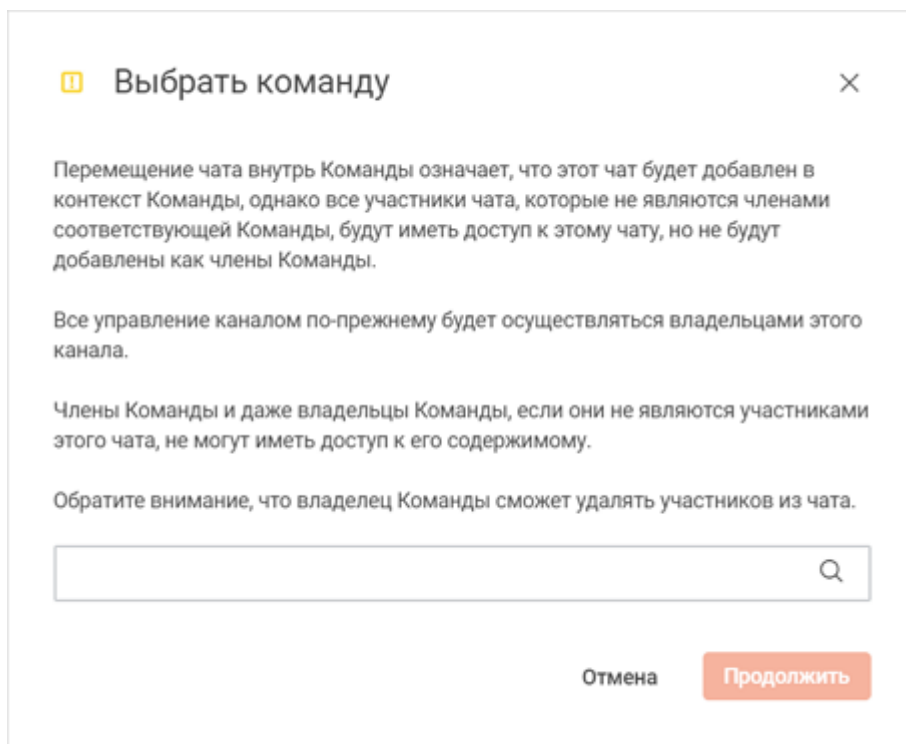 Выбрать команду
Перемещение чата внутрь Команды означает, что этот чат будет добавлен в
контекст Команды, однако все участники чата, которые не являются членами
соответствующей Команды, будут иметь доступ к этому чату, но не будут
добавлены как члены Команды.
Все управление каналом по-прежнему будет осуществляться владельцами этого
канала.
Члены Команды и даже владельцы Команды, если они не являются участниками
этого чата, не могут иметь доступ к его содержимому.
Обратите внимание, что владелец Команды сможет удалять участников из чата.
Отмена
Продолжить